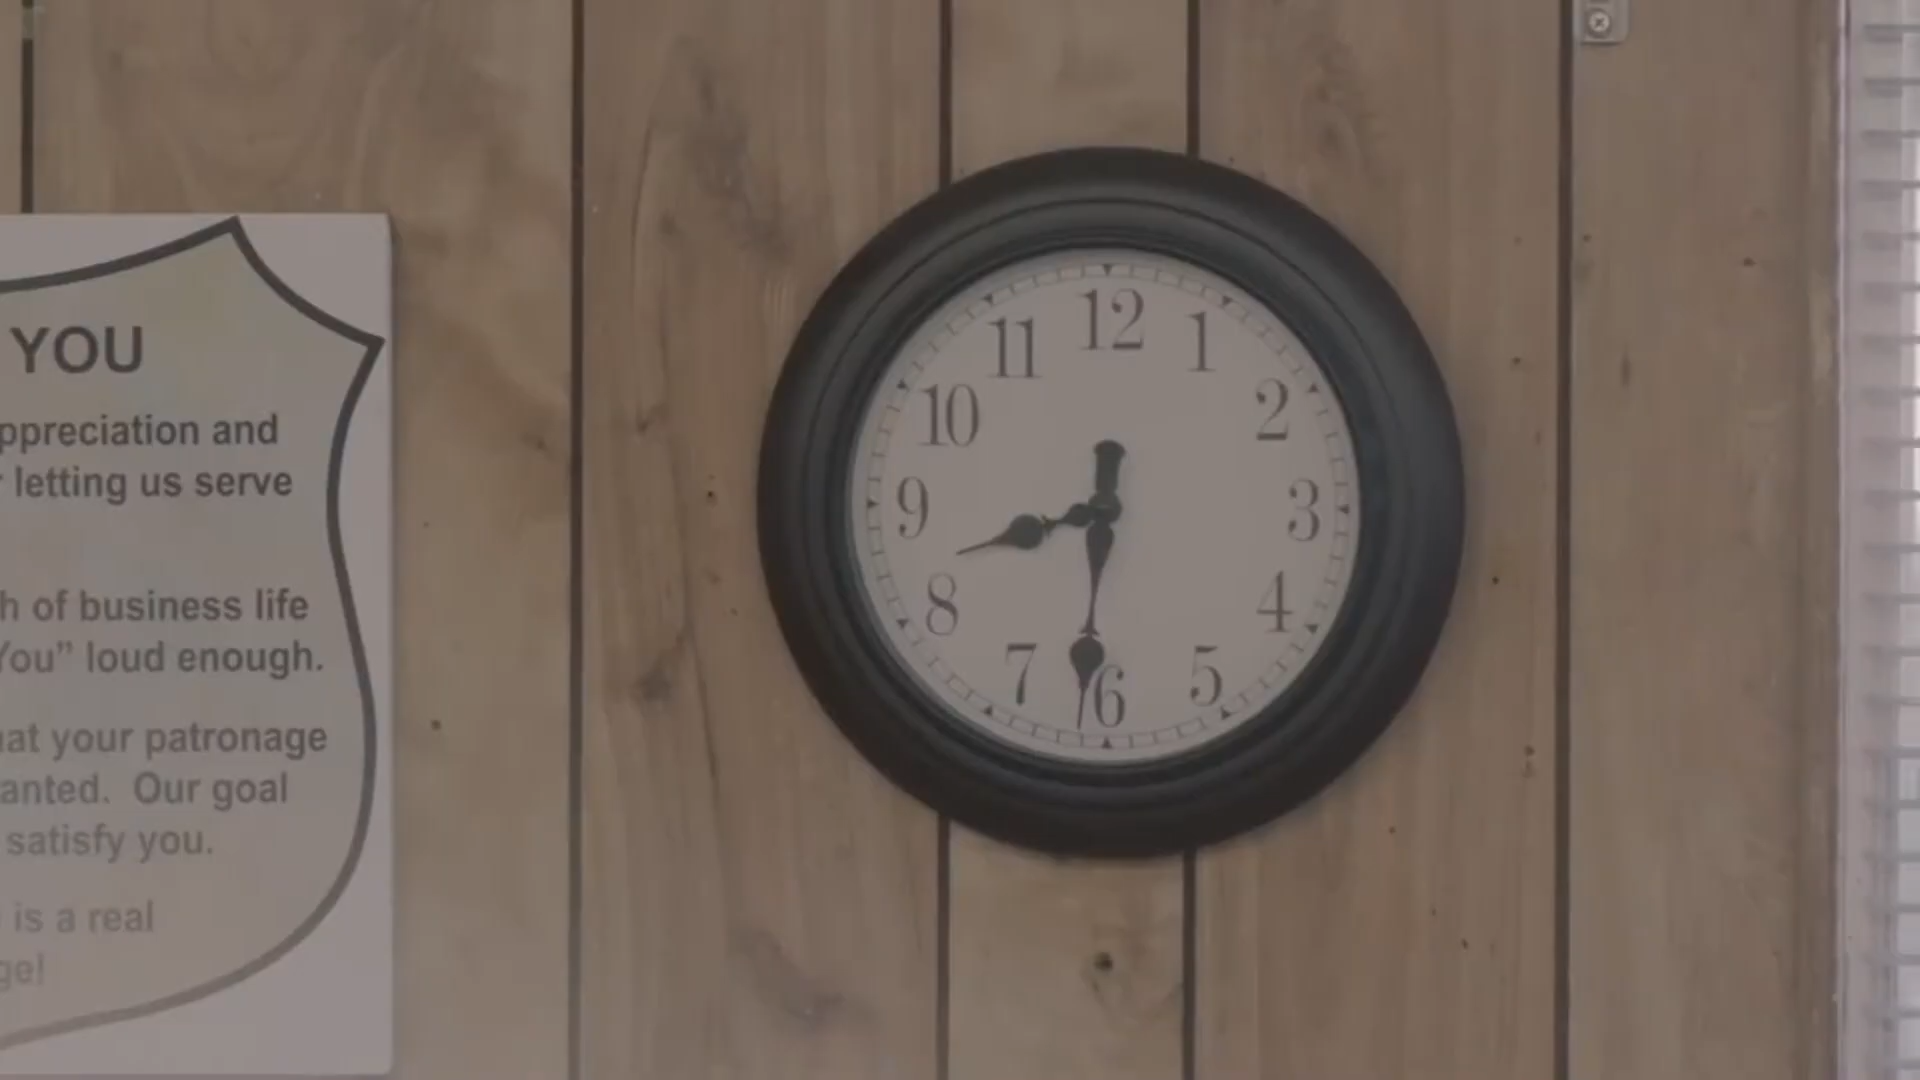 YOU
ppreciation and
letting us serve
h of business life
You” loud enough.
at your patronage
anted. Our goal
satisfy you.
is a real
ge!
12
1
2
3
4
5
6
7
8
9
10
11